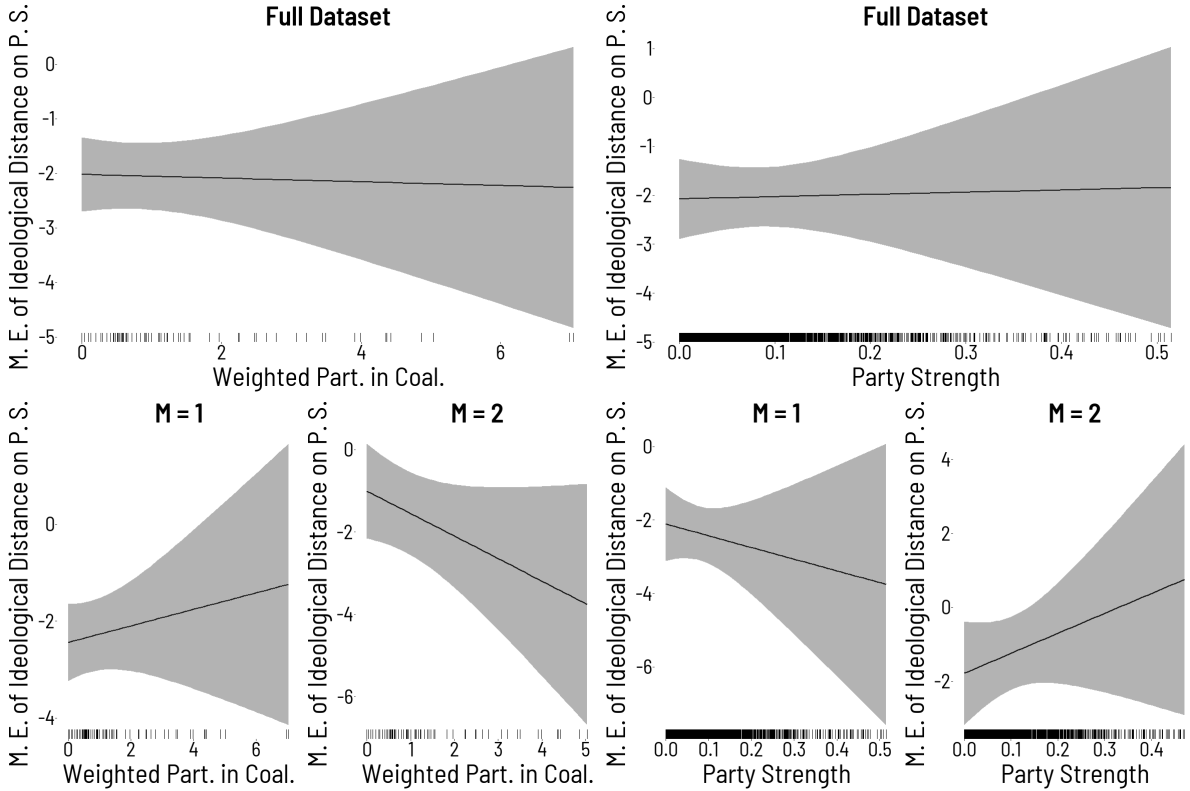 Full Dataset
M. E. of Ideological Distance on P. S.
0
-1
-2
-3
-4
-5
0 2 4 6
Weighted Part. in Coal.
Full Dataset
M. E. of Ideological Distance on P. S.
1
0
-1
-2
-3
-4
-5
0.0 0.1 0.2 0.3 0.4 0.5
Party Strength
M = 1
M. E. of Ideological Distance on P. S.
0
-2
-4
0 2 4 6
Weighted Part. in Coal.
M = 2
M. E. of Ideological Distance on P. S.
0
-2
-4
-6
0 1 2 3 4 5
Weighted Part. in Coal.
M = 1
M. E. of Ideological Distance on P. S.
0
-2
-4
-6
0.0 0.1 0.2 0.3 0.4 0.5
Party Strength
M = 2
M. E. of Ideological Distance on P. S.
4
2
0
-2
0.0 0.1 0.2 0.3 0.4
Party Strength